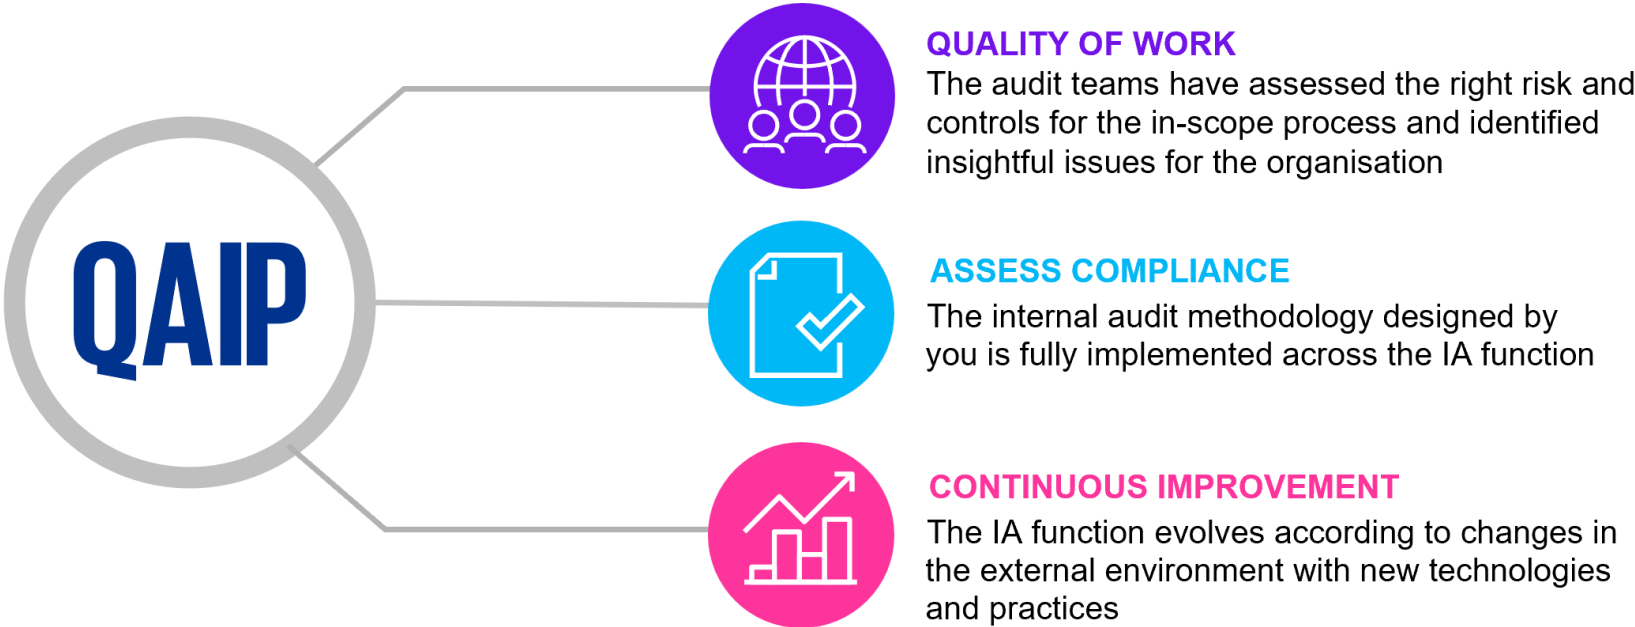 QAIP
QUALITY OF WORK
The audit teams have assessed the right risk and
controls for the in-scope process and identified
insightful issues for the organisation
ASSESS COMPLIANCE
The internal audit methodology designed by
you is fully implemented across the IA function
CONTINUOUS IMPROVEMENT
The IA function evolves according to changes in
the external environment with new technologies
and practices